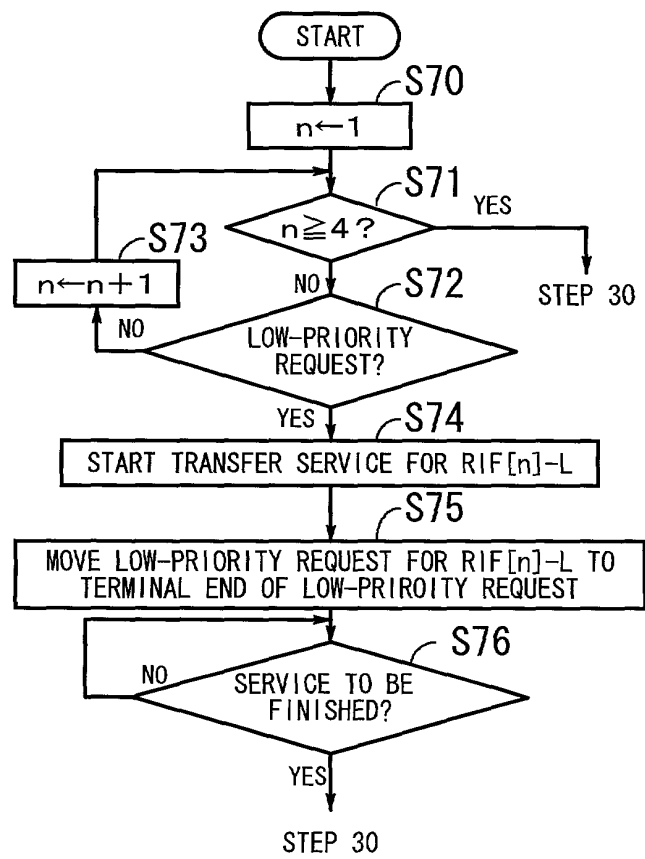 START
S70
n←1
S71
n≧4?
YES
S73
n←n+1
NO
STEP 30
S72
NO
LOW-PRIORITY
REQUEST?
YES
S74
START TRANSFER SERVICE FOR RIF[n]-L
S75
MOVE LOW-PRIORITY REQUEST FOR RIF[n]-L TO
TERMINAL END OF LOW-PRIROITY REQUEST
S76
NO
SERVICE TO BE
FINISHED?
YES
STEP 30